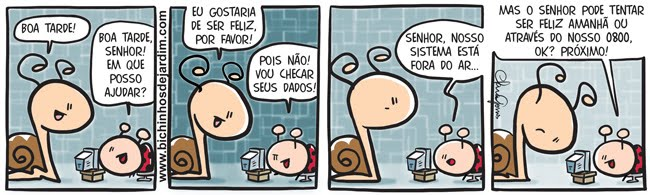 BOA TARDE!
BOA TARDE,
SENHOR!
EM QUE
POSSO
AJUDAR?
www.bichinhosdejardim.com
EU GOSTARIA
DE SER FELIZ,
POR FAVOR!
POIS NÃO!
VOU CHECAR
SEUS DADOS!
SENHOR, NOSSO
SISTEMA ESTÁ
FORA DO AR...
MAS O SENHOR PODE TENTAR
SER FELIZ AMANHÃ OU
ATRAVÉS DO NOSSO 0800,
OK? PRÓXIMO!